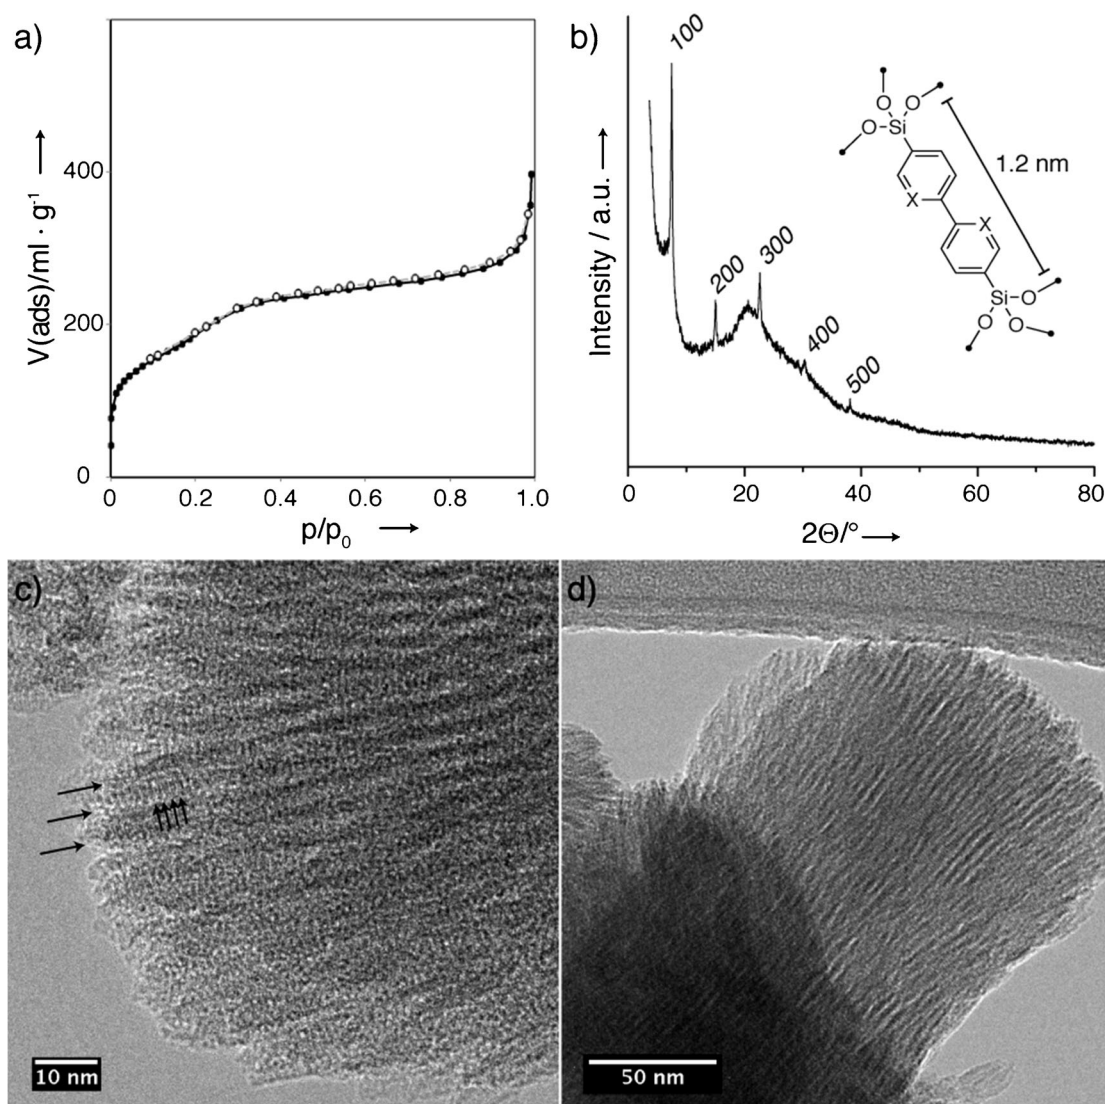 a)
V(ads)/ml · g⁻¹
400
200
0
0 0.2 0.4 0.6 0.8 1.0
p/p₀
b)
Intensity / a.u.
100
200
300
400
500
O O
O Si
X
X
1.2 nm
Si O
O O
0 20 40 60 80
2Θ/°
c)
10 nm
d)
50 nm